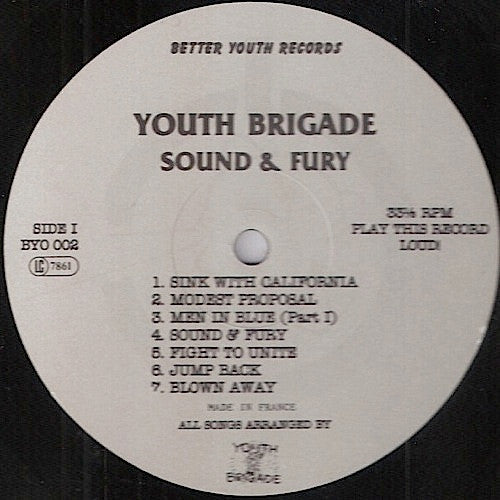 BETTER YOUTH RECORDS
YOUTH BRIGADE
SOUND & FURY
SIDE I
BYO 002
LC 7861
33⅓ RPM
PLAY THIS RECORD
LOUD!
1. SINK WITH CALIFORNIA
2. MODEST PROPOSAL
3. MEN IN BLUE (Part I)
4. SOUND & FURY
5. FIGHT TO UNITE
6. JUMP BACK
7. BLOWN AWAY
MADE IN FRANCE
ALL SONGS ARRANGED BY
YOUTH
BRIGADE